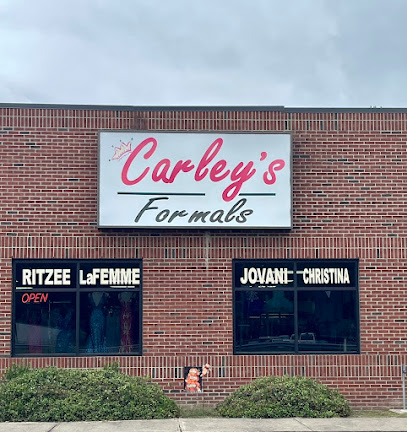 Carley's
Formals
RITZEE LaFEMME
JOVANI CHRISTINA
OPEN